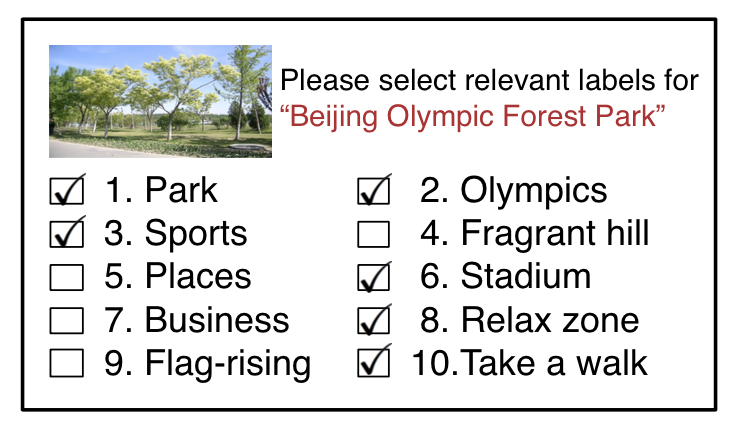 Please select relevant labels for
“Beijing Olympic Forest Park”
1. Park 2. Olympics
3. Sports 4. Fragrant hill
5. Places 6. Stadium
7. Business 8. Relax zone
9. Flag-rising 10.Take a walk